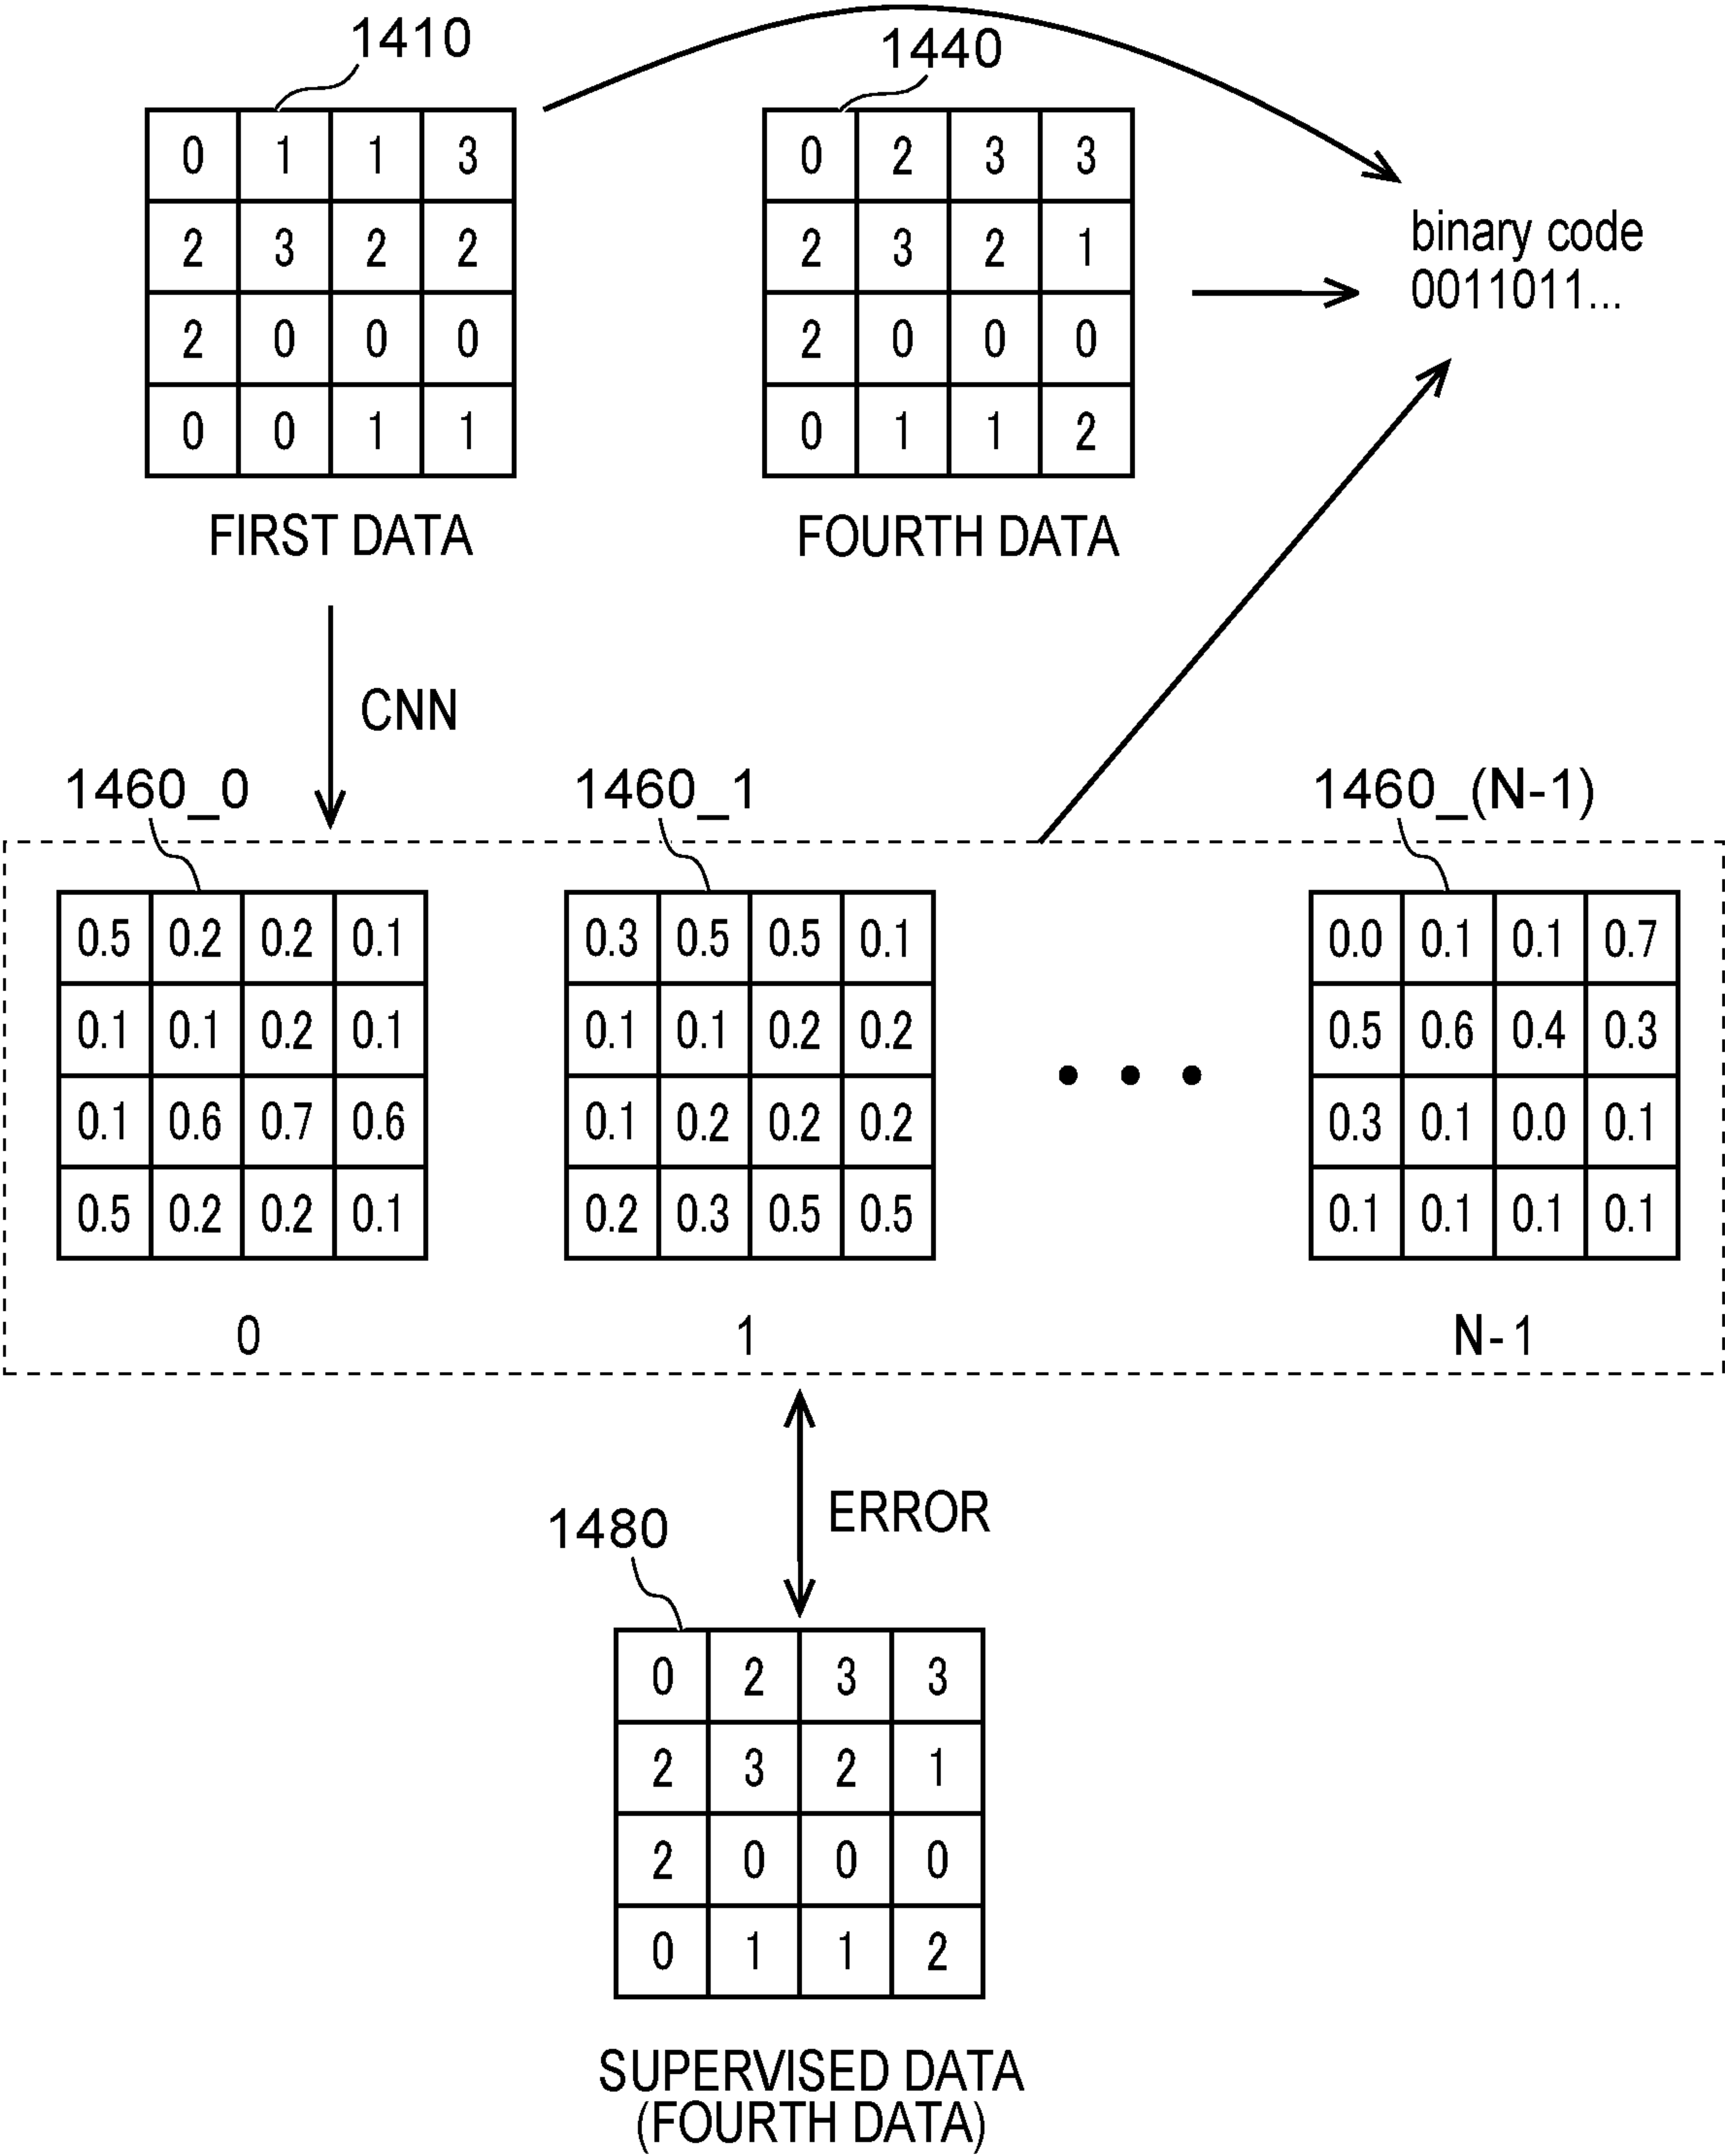 1410
1440
0 1 1 3
2 3 2 2
2 0 0 0
0 0 1 1
FIRST DATA
0 2 3 3
2 3 2 1
2 0 0 0
0 1 1 2
FOURTH DATA
binary code
0011011...
CNN
1460_0
1460_1
1460_(N-1)
0.5 0.2 0.2 0.1
0.1 0.1 0.2 0.1
0.1 0.6 0.7 0.6
0.5 0.2 0.2 0.1
0
0.3 0.5 0.5 0.1
0.1 0.1 0.2 0.2
0.1 0.2 0.2 0.2
0.2 0.3 0.5 0.5
1
0.0 0.1 0.1 0.7
0.5 0.6 0.4 0.3
0.3 0.1 0.0 0.1
0.1 0.1 0.1 0.1
N-1
ERROR
1480
0 2 3 3
2 3 2 1
2 0 0 0
0 1 1 2
SUPERVISED DATA
(FOURTH DATA)